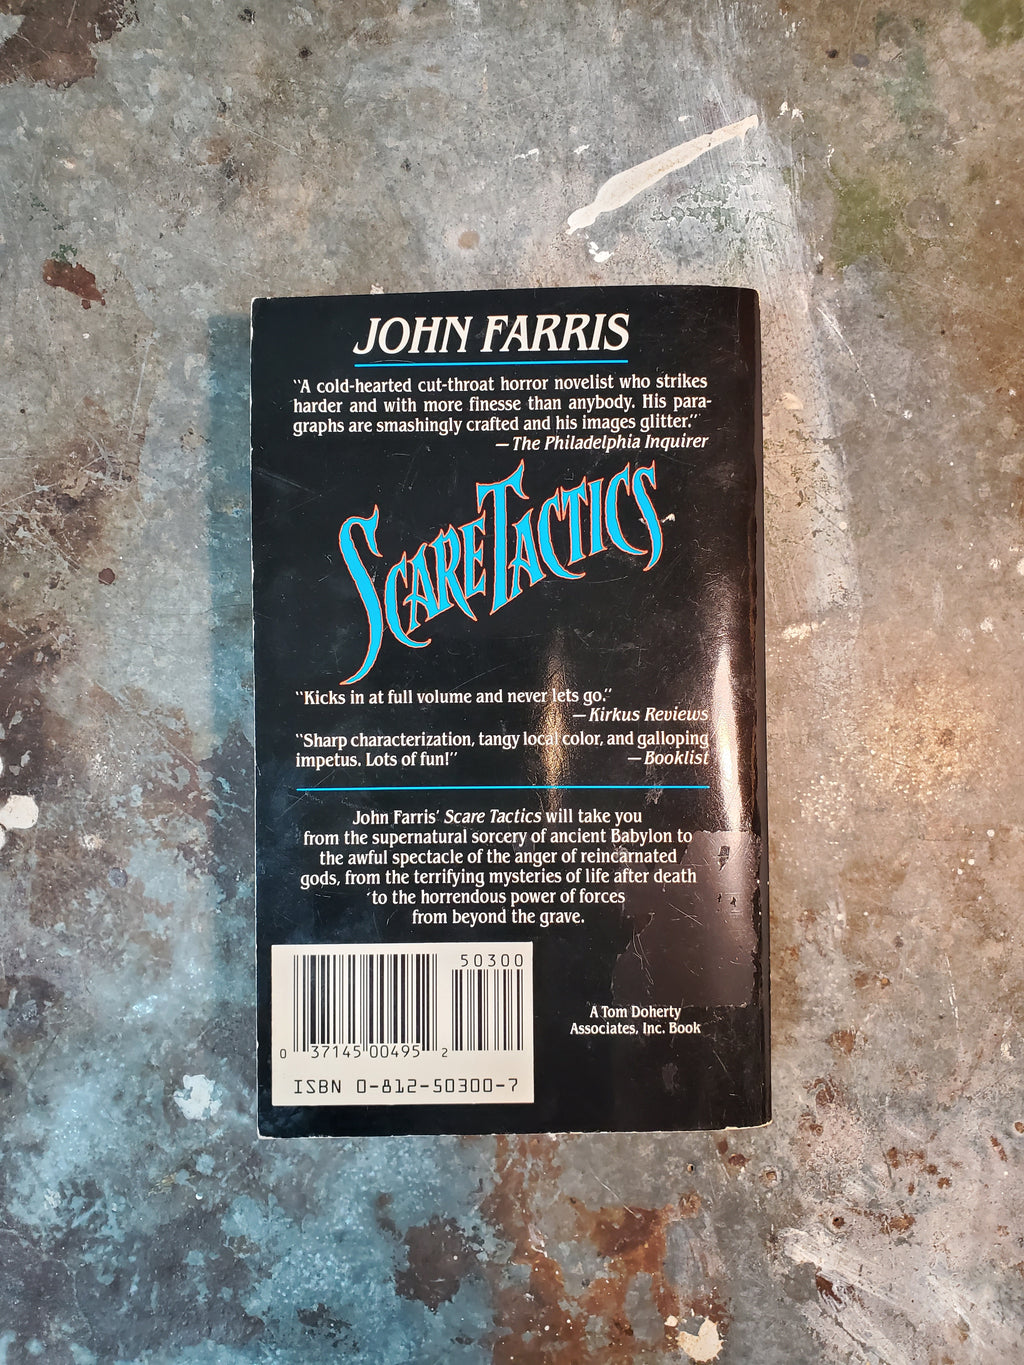 JOHN FARRIS
"A cold-hearted cut-throat horror novelist who strikes
harder and with more finesse than anybody. His para-
graphs are smashingly crafted and his images glitter."
—The Philadelphia Inquirer
SCARE TACTICS
"Kicks in at full volume and never lets go."
—Kirkus Reviews
"Sharp characterization, tangy local color, and galloping
impetus. Lots of fun!"
—Booklist
John Farris' Scare Tactics will take you
from the supernatural sorcery of ancient Babylon to
the awful spectacle of the anger of reincarnated
gods, from the terrifying mysteries of life after death
to the horrendous power of forces
from beyond the grave.
50300
0 37145 00495 2
ISBN 0-812-50300-7
A Tom Doherty
Associates, Inc. Book